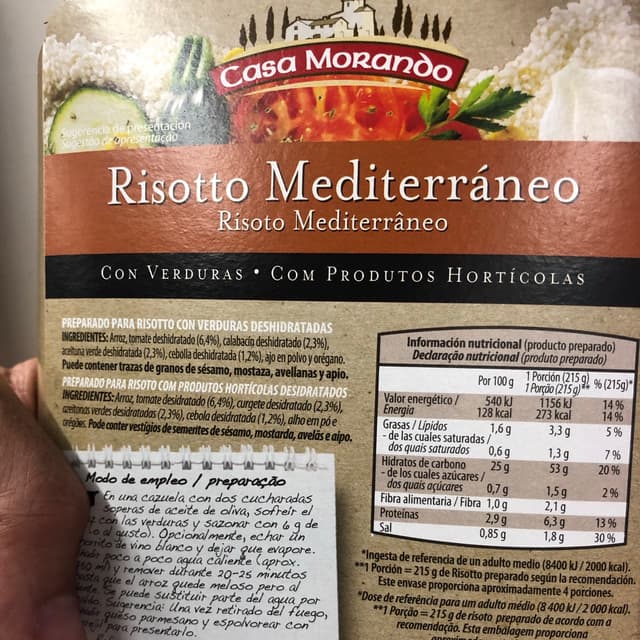 Sugerencia de presentación
Sugestão de apresentação
Casa Morando
Risotto Mediterráneo
Risoto Mediterrâneo
Con Verduras • Com Produtos Hortícolas
PREPARADO PARA RISOTTO CON VERDURAS DESHIDRATADAS
INGREDIENTES: Arroz, tomate deshidratado (6,4%), calabacín deshidratado (2,3%),
aceituna verde deshidratada (2,3%), cebolla deshidratada (1,2%), ajo en polvo y orégano.
Puede contener trazas de granos de sésamo, mostaza, avellanas y apio.
PREPARADO PARA RISOTO COM PRODUTOS HORTÍCOLAS DESIDRATADOS
INGREDIENTES: Arroz, tomate desidratado (6,4%), curgete desidratado (2,3%),
azeitonas verdes desidratadas (2,3%), cebola desidratada (1,2%), alho em pó e
orégãos. Pode conter vestígios de sementes de sésamo, mostarda, avelãs e aipo.
Modo de empleo / preparação
En una cazuela con dos cucharadas
soperas de aceite de oliva, sofreír el
con las verduras y sazonar con 6 g de
al gusto). Opcionalmente, echar un
de vino blanco y dejar que evapore.
poco a poco agua caliente (aprox.
ml) y remover durante 20-25 minutos
que el arroz quede meloso pero al
Se puede sustituir parte del agua por
Sugerencia: Una vez retirado del fuego,
queso parmesano y espolvorear con
para presentarlo.
Información nutricional (producto preparado)
Declaração nutricional (produto preparado)
Por 100 g 1 Porción (215 g) % (215g)*
1 Porção (215 g)**
Valor energético / 540 kJ 1156 kJ 14 %
Energia 128 kcal 273 kcal 14 %
Grasas / Lípidos 1,6 g 3,3 g 5 %
- de las cuales saturadas /
dos quais saturados 0,6 g 1,3 g 7 %
Hidratos de carbono 25 g 53 g 20 %
- de los cuales azúcares /
dos quais açúcares 0,7 g 1,5 g 2 %
Fibra alimentaria / Fibra 1,0 g 2,1 g
Proteínas 2,9 g 6,3 g 13 %
Sal 0,85 g 1,8 g 30%
*Ingesta de referencia de un adulto medio (8400 kJ / 2000 kcal).
**1 Porción = 215 g de Risotto preparado según la recomendación.
Este envase proporciona aproximadamente 4 porciones.
*Dose de referência para um adulto médio (8 400 kJ / 2 000 kcal).
**1 Porção = 215 g de risoto preparado de acordo com a
recomendação. Esta embalagem proporciona